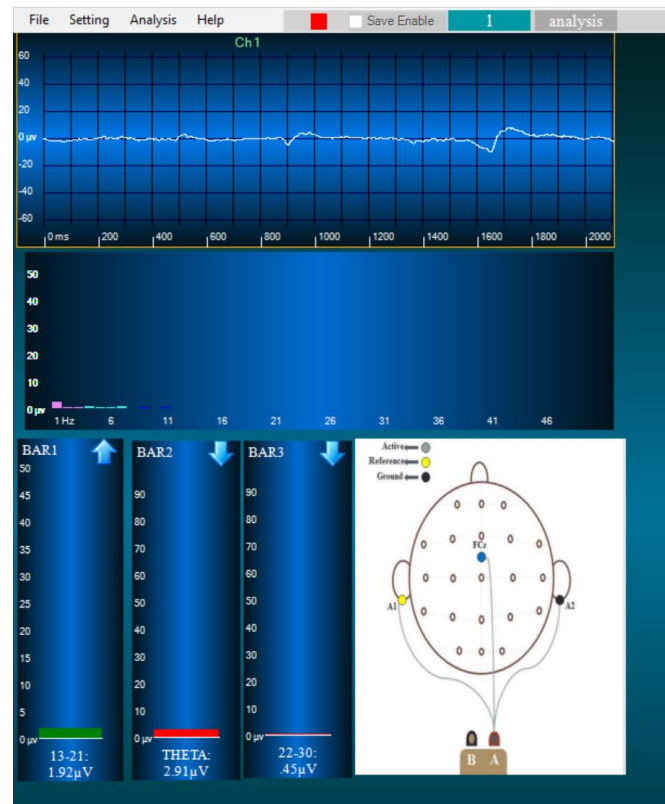 File Setting Analysis Help Save Enable 1 analysis
Ch1
60
40
20
0 µv
-20
-40
-60
0ms 200 400 600 800 1000 1200 1400 1600 1800 2000
50
40
30
20
10
0 µv
1 Hz 6 11 16 21 26 31 36 41 46
BAR1
50
45
40
35
30
25
20
15
10
5
0 µv
13-21:
1.92µV
BAR2
90
80
70
60
50
40
30
20
10
0 µv
THETA:
2.91µV
BAR3
90
80
70
60
50
40
30
20
10
0 µv
22-30:
.45µV
Active
Reference
Ground
FCz
A1 A2
B A